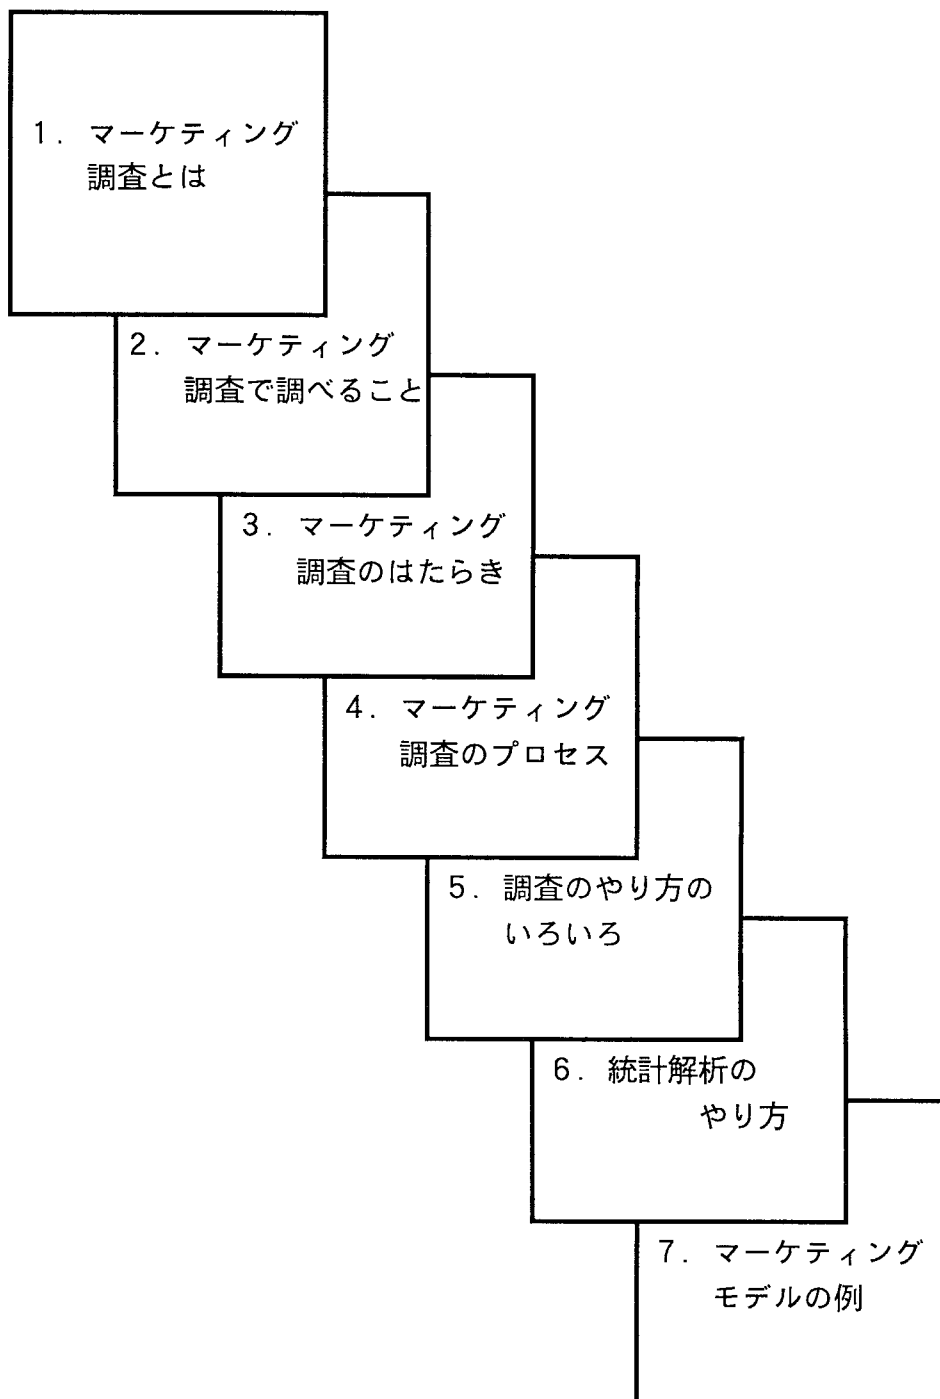 1. マーケティング
調査とは
2. マーケティング
調査で調べること
3. マーケティング
調査のはたらき
4. マーケティング
調査のプロセス
5. 調査のやり方の
いろいろ
6. 統計解析の
やり方
7. マーケティング
モデルの例